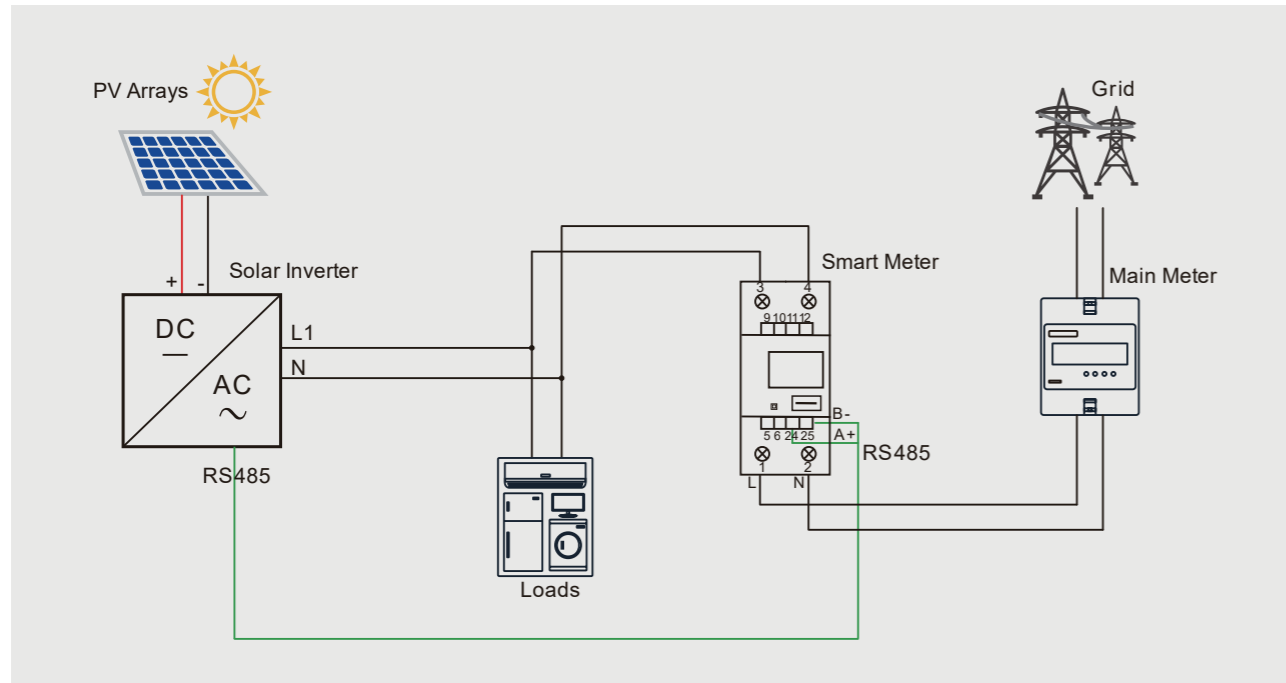 PV Arrays
Grid
Solar Inverter
Smart Meter
Main Meter
+ -
3 4
9 10 11 12
DC
L1
AC
N
B-
5 6 24 25
A+
RS485
1 2
L N
RS485
Loads